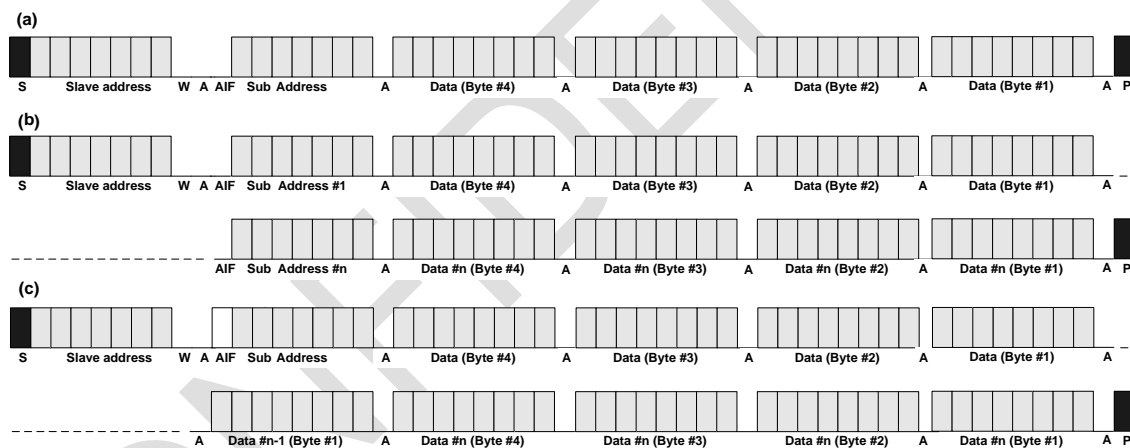 (a)
S Slave address W A AIF Sub Address A Data (Byte #4) A Data (Byte #3) A Data (Byte #2) A Data (Byte #1) A P
(b)
S Slave address W A AIF Sub Address #1 A Data (Byte #4) A Data (Byte #3) A Data (Byte #2) A Data (Byte #1) A
AIF Sub Address #n A Data #n (Byte #4) A Data #n (Byte #3) A Data #n (Byte #2) A Data #n (Byte #1) A P
(c)
S Slave address W A AIF Sub Address A Data (Byte #4) A Data (Byte #3) A Data (Byte #2) A Data (Byte #1) A
A Data #n-1 (Byte #1) A Data #n (Byte #4) A Data #n (Byte #3) A Data #n (Byte #2) A Data #n (Byte #1) A P